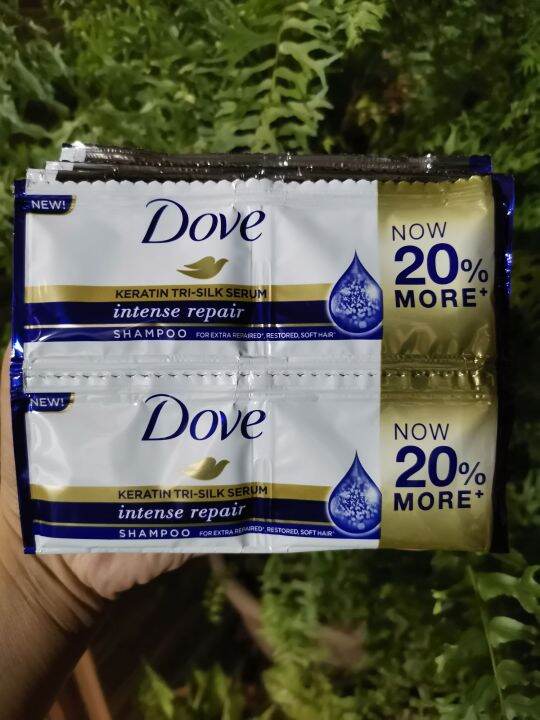 NEW!
Dove
KERATIN TRI-SILK SERUM
intense repair
SHAMPOO FOR EXTRA REPAIRED+, RESTORED, SOFT HAIR*
NOW
20%
MORE+
NEW!
Dove
KERATIN TRI-SILK SERUM
intense repair
SHAMPOO FOR EXTRA REPAIRED+, RESTORED, SOFT HAIR*
NOW
20%
MORE+